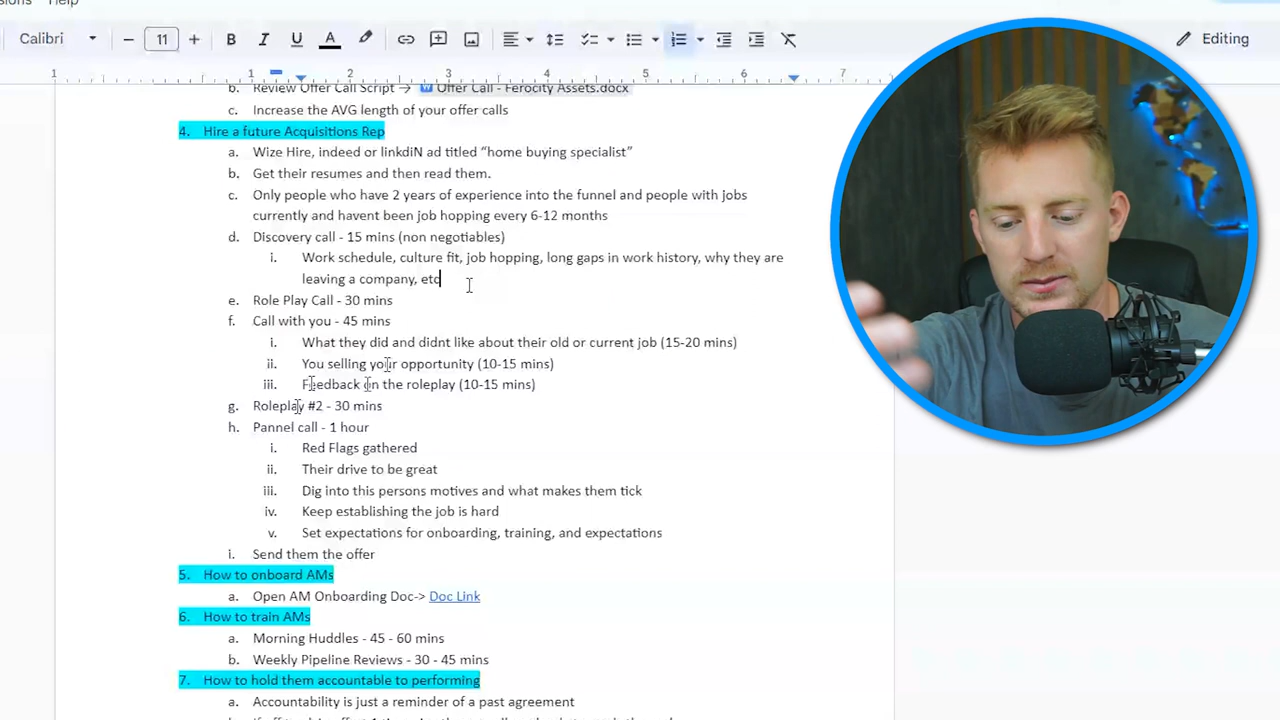 Help
Calibri
11
Editing
1 1 2 3 4 5 6 7
b. Review Offer Call Script → Offer Call - Ferocity Assets.docx
c. Increase the AVG length of your offer calls
4. Hire a future Acquisitions Rep
a. Wize Hire, indeed or linkdiN ad titled “home buying specialist”
b. Get their resumes and then read them.
c. Only people who have 2 years of experience into the funnel and people with jobs
currently and havent been job hopping every 6-12 months
d. Discovery call - 15 mins (non negotiables)
i. Work schedule, culture fit, job hopping, long gaps in work history, why they are
leaving a company, etc
e. Role Play Call - 30 mins
f. Call with you - 45 mins
i. What they did and didnt like about their old or current job (15-20 mins)
ii. You selling your opportunity (10-15 mins)
iii. Feedback on the roleplay (10-15 mins)
g. Roleplay #2 - 30 mins
h. Pannel call - 1 hour
i. Red Flags gathered
ii. Their drive to be great
iii. Dig into this persons motives and what makes them tick
iv. Keep establishing the job is hard
v. Set expectations for onboarding, training, and expectations
i. Send them the offer
5. How to onboard AMs
a. Open AM Onboarding Doc-> Doc Link
6. How to train AMs
a. Morning Huddles - 45 - 60 mins
b. Weekly Pipeline Reviews - 30 - 45 mins
7. How to hold them accountable to performing
a. Accountability is just a reminder of a past agreement